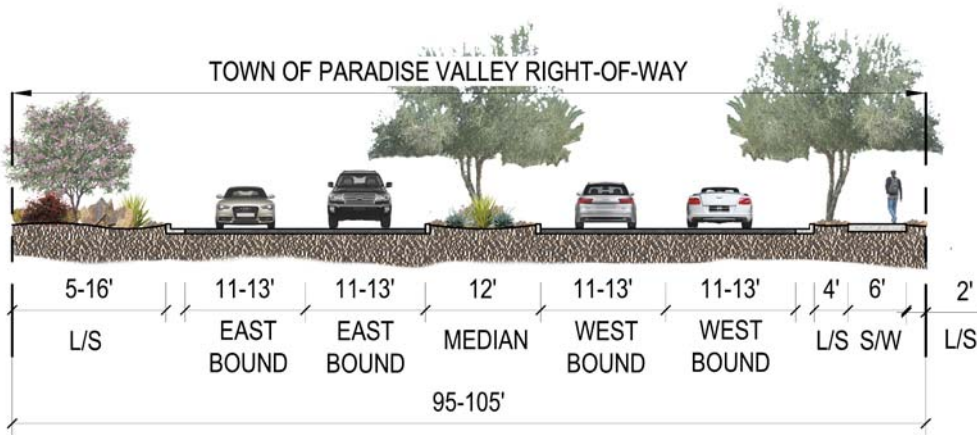 TOWN OF PARADISE VALLEY RIGHT-OF-WAY
5-16' 11-13' 11-13' 12' 11-13' 11-13' 4' 6' 2'
L/S EAST BOUND EAST BOUND MEDIAN WEST BOUND WEST BOUND L/S S/W L/S
95-105'